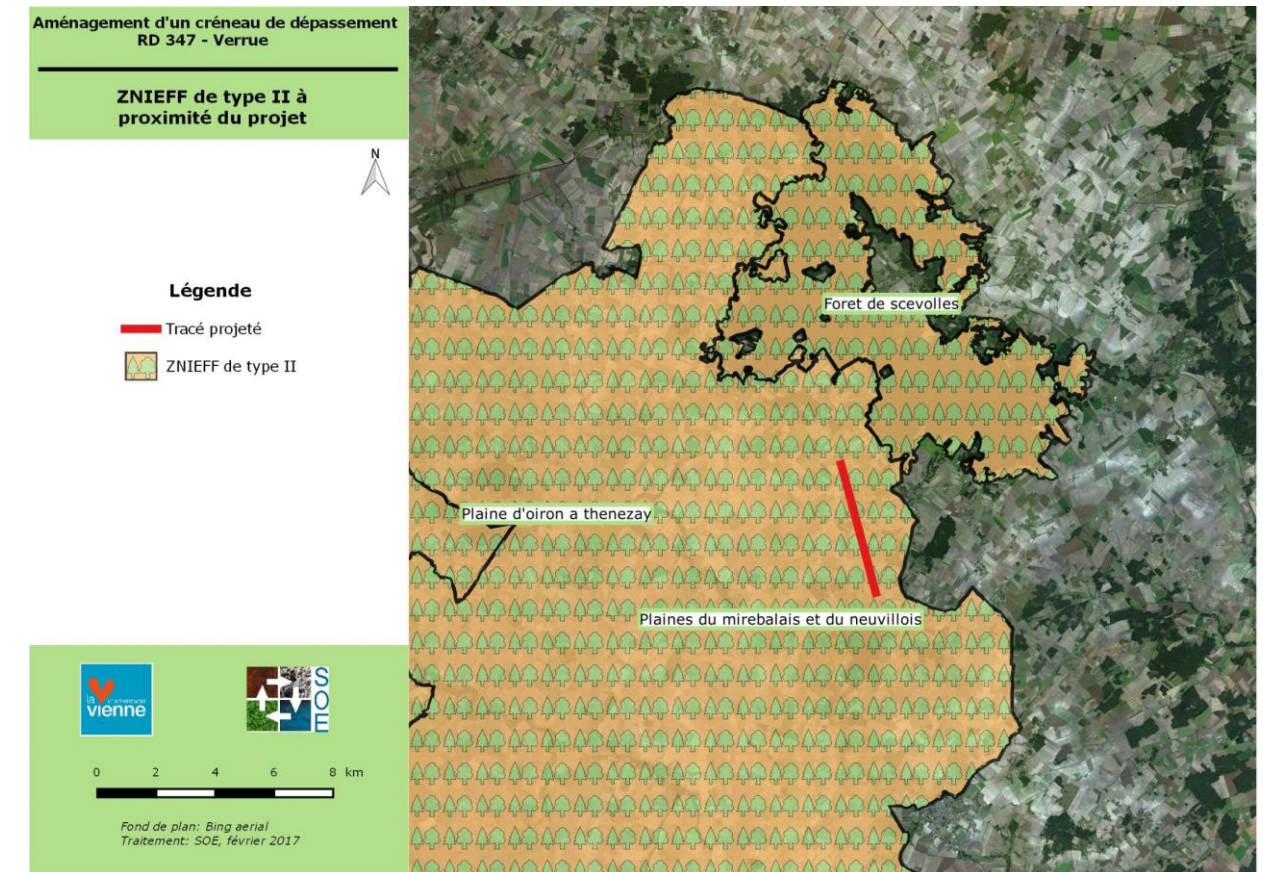 Aménagement d'un créneau de dépassement
RD 347 - Verrue
ZNIEFF de type II à
proximité du projet
N
Légende
Tracé projeté
ZNIEFF de type II
Foret de scevolles
Plaine d'oiron a thenezay
Plaines du mirebalais et du neuvillois
la
vienne
S
O
E
0 2 4 6 8 km
Fond de plan: Bing aerial
Traitement: SOE, février 2017